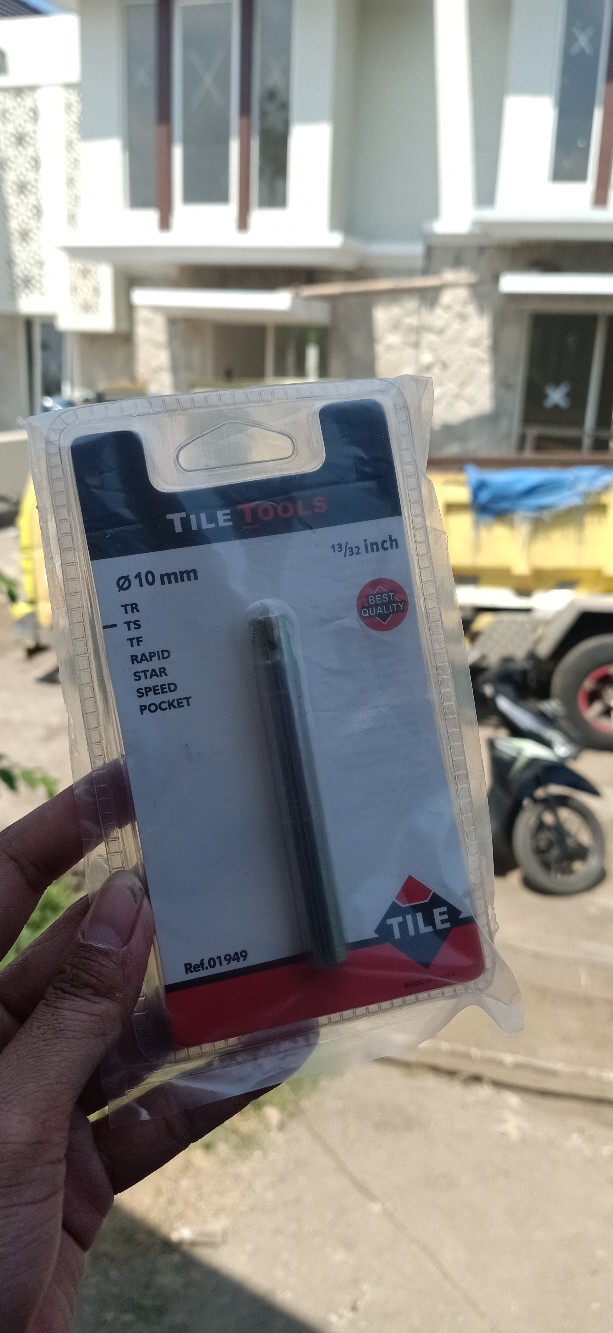 TILE TOOLS
Ø10 mm
13/32 inch
TR
TS
TF
RAPID
STAR
SPEED
POCKET
BEST
QUALITY
TILE
Ref.01949